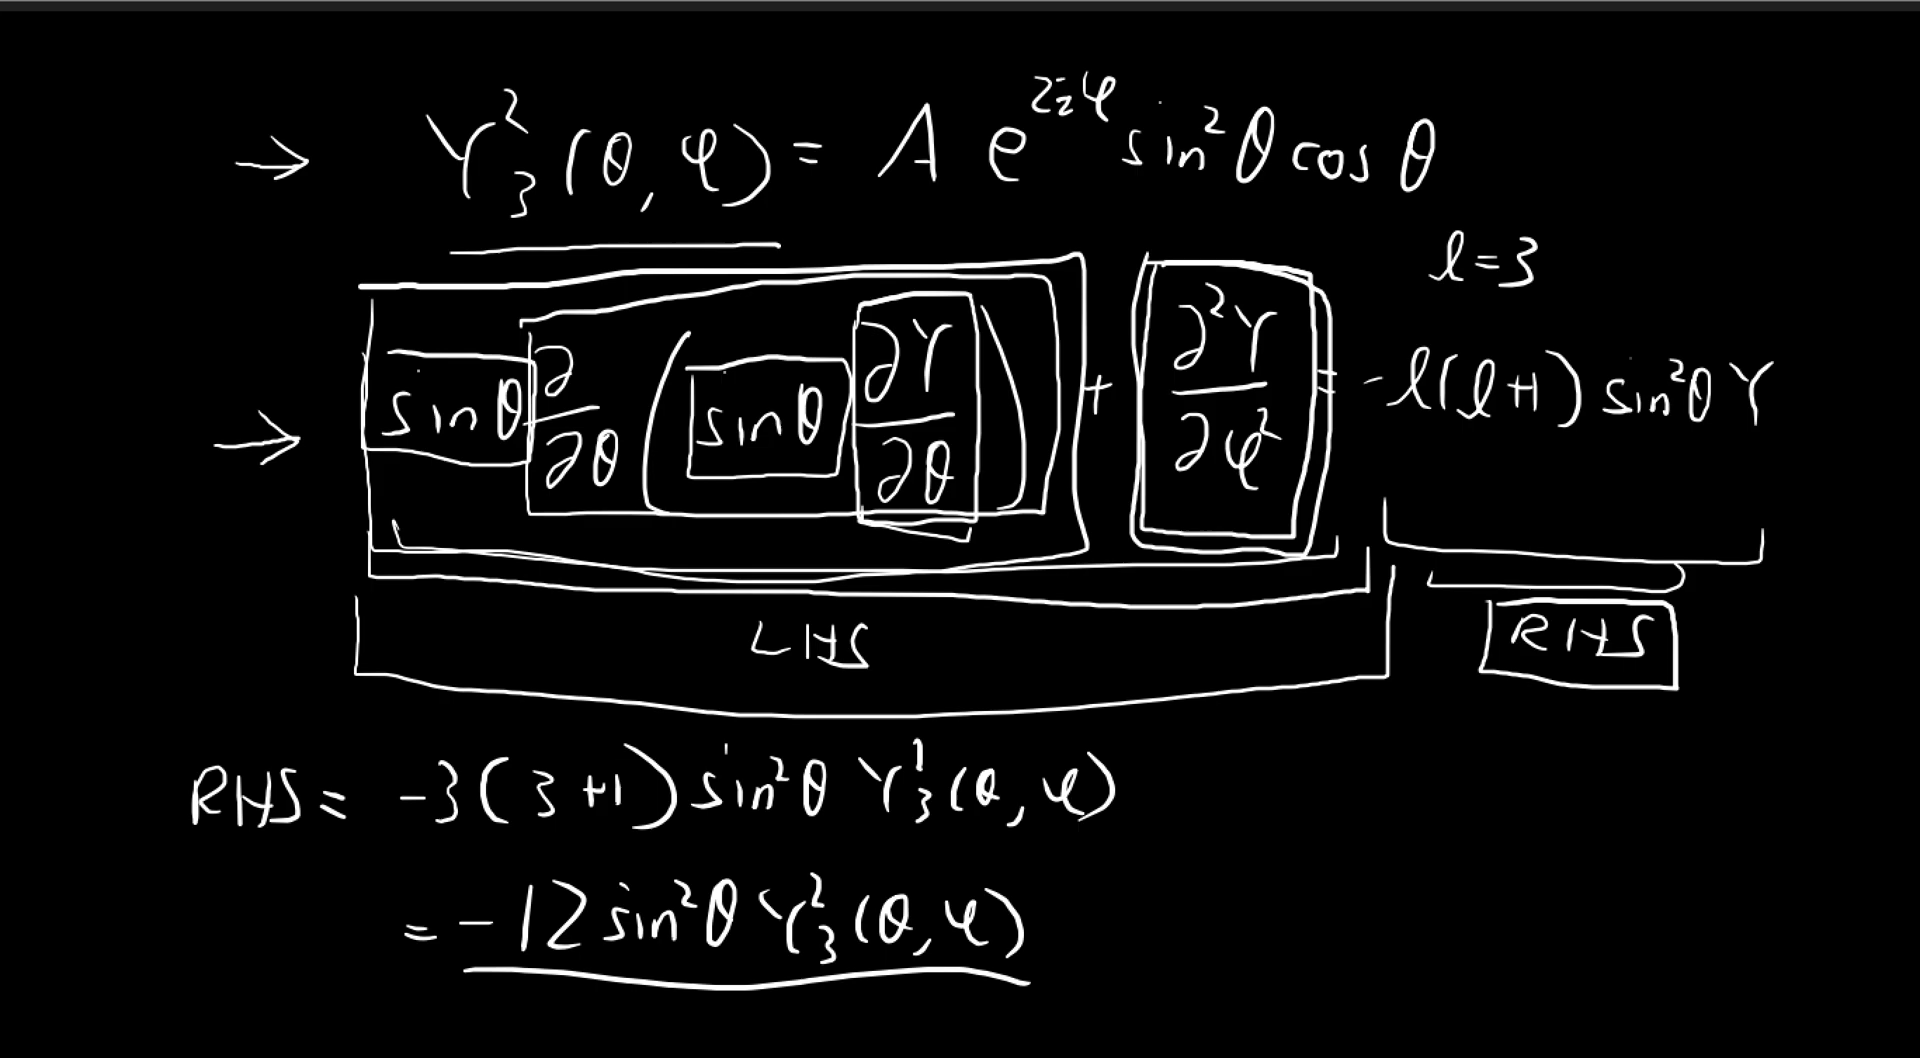 → Y₃²(θ, φ) = A e^{2iφ} sin²θ cos θ
l = 3
→ sinθ ∂/∂θ (sinθ ∂Y/∂θ) + ∂²Y/∂φ² = -l(l+1) sin²θ Y
LHS RHS
RHS = -3(3+1) sin²θ Y₃¹(θ, φ)
= -12 sin²θ Y₃²(θ, φ)